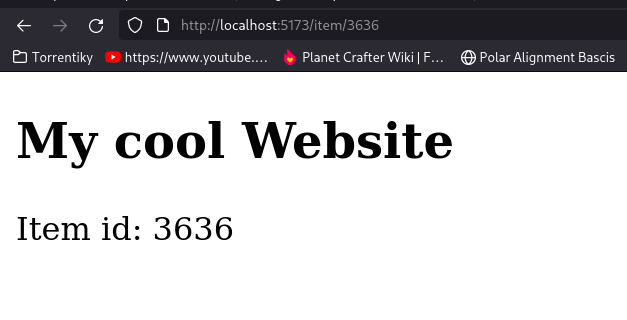 http://localhost:5173/item/3636
Torrentiky https://www.youtube.… Planet Crafter Wiki | F… Polar Alignment Bascis
My cool Website
Item id: 3636